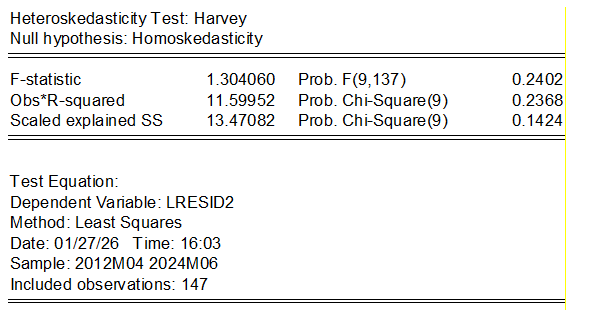 Heteroskedasticity Test: Harvey
Null hypothesis: Homoskedasticity
F-statistic 1.304060 Prob. F(9,137) 0.2402
Obs*R-squared 11.59952 Prob. Chi-Square(9) 0.2368
Scaled explained SS 13.47082 Prob. Chi-Square(9) 0.1424
Test Equation:
Dependent Variable: LRESID2
Method: Least Squares
Date: 01/27/26 Time: 16:03
Sample: 2012M04 2024M06
Included observations: 147